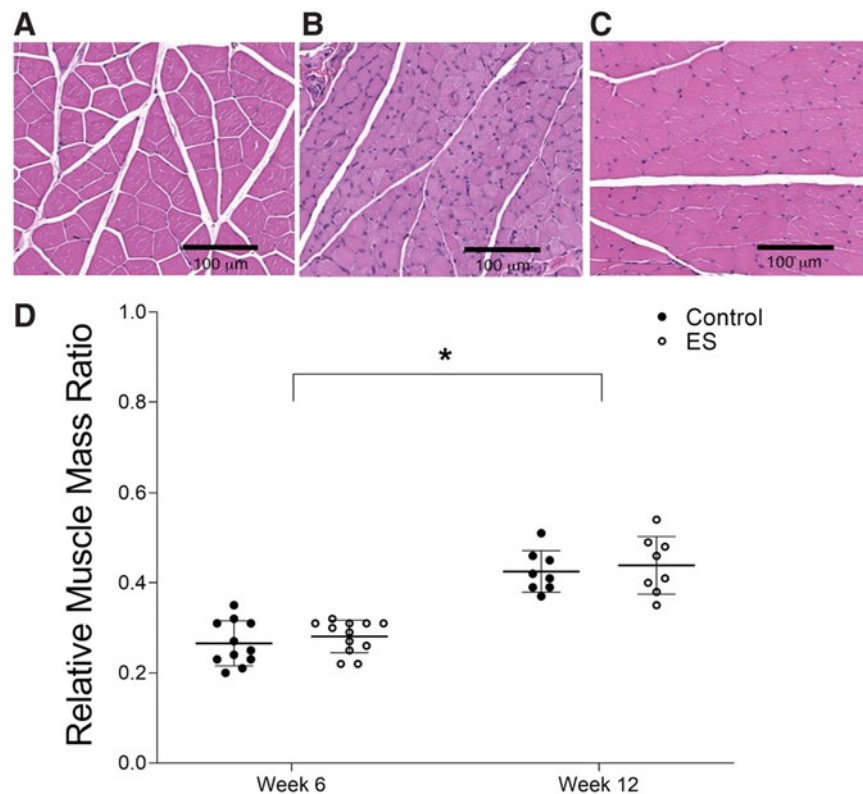 A
B
C
100 μm
100 μm
100 μm
D
Relative Muscle Mass Ratio
1.0
0.8
0.6
0.4
0.2
0.0
*
Control
ES
Week 6
Week 12